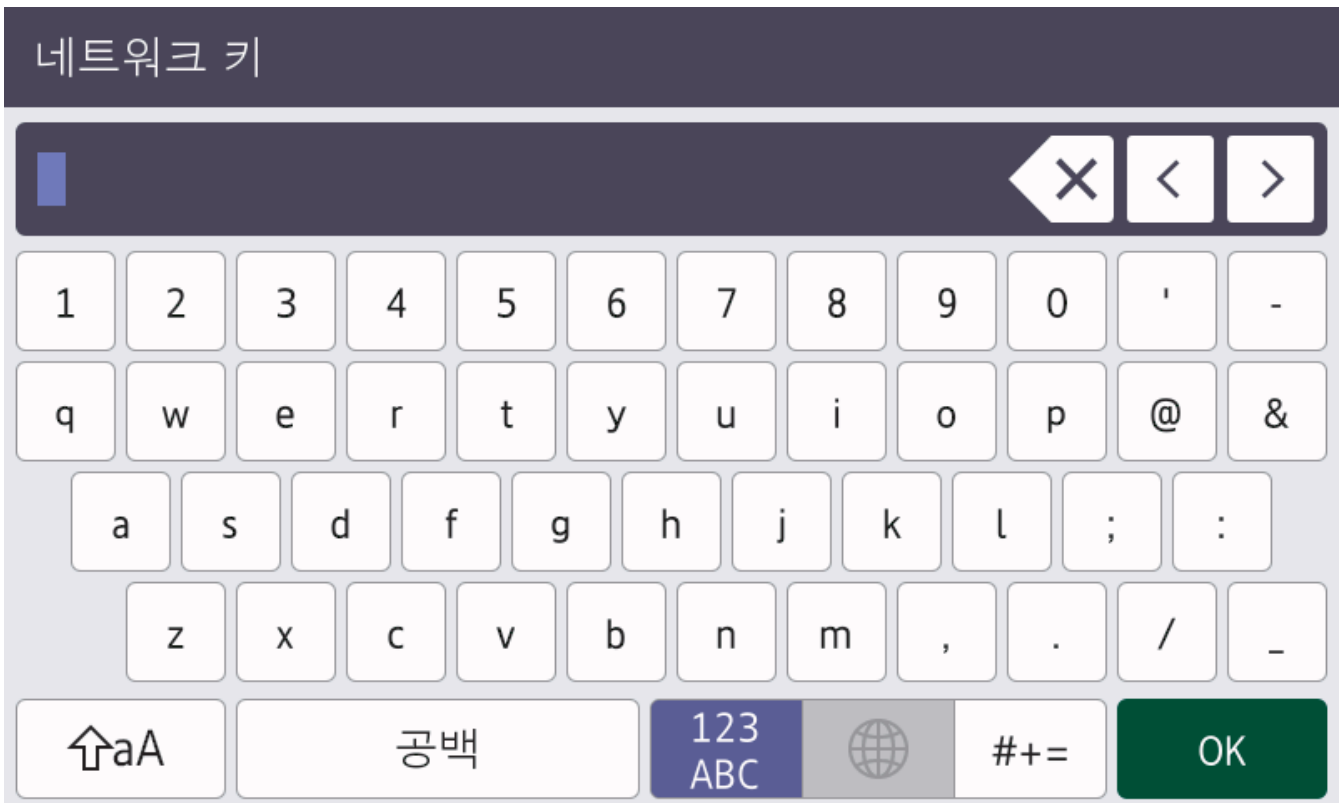 네트워크 키
1 2 3 4 5 6 7 8 9 0 ' -
q w e r t y u i o p @ &
a s d f g h j k l ; :
z x c v b n m , . / _
aA 공백 123 ABC #+= OK